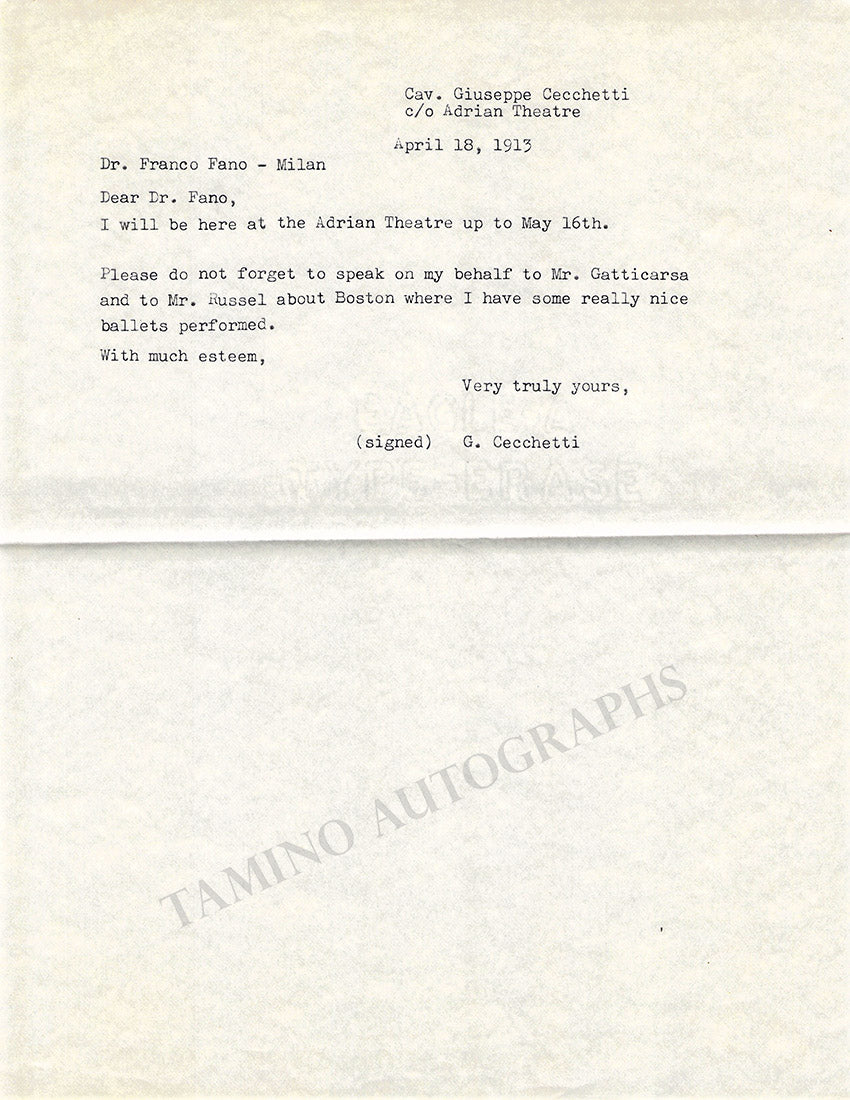 Cav. Giuseppe Cecchetti
c/o Adrian Theatre
April 18, 1913
Dr. Franco Fano - Milan
Dear Dr. Fano,
I will be here at the Adrian Theatre up to May 16th.
Please do not forget to speak on my behalf to Mr. Gatticarsa
and to Mr. Russel about Boston where I have some really nice
ballets performed.
With much esteem,
Very truly yours,
(signed) G. Cecchetti
TAMINO AUTOGRAPHS